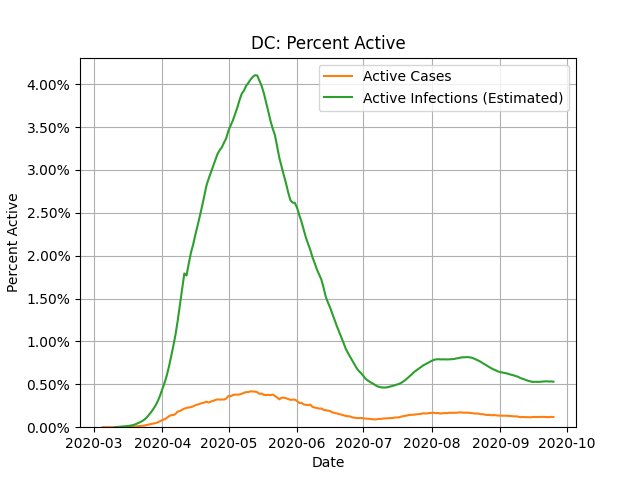 DC: Percent Active
Active Cases
Active Infections (Estimated)
4.00%
3.50%
3.00%
2.50%
2.00%
1.50%
1.00%
0.50%
0.00%
Percent Active
2020-03 2020-04 2020-05 2020-06 2020-07 2020-08 2020-09 2020-10
Date